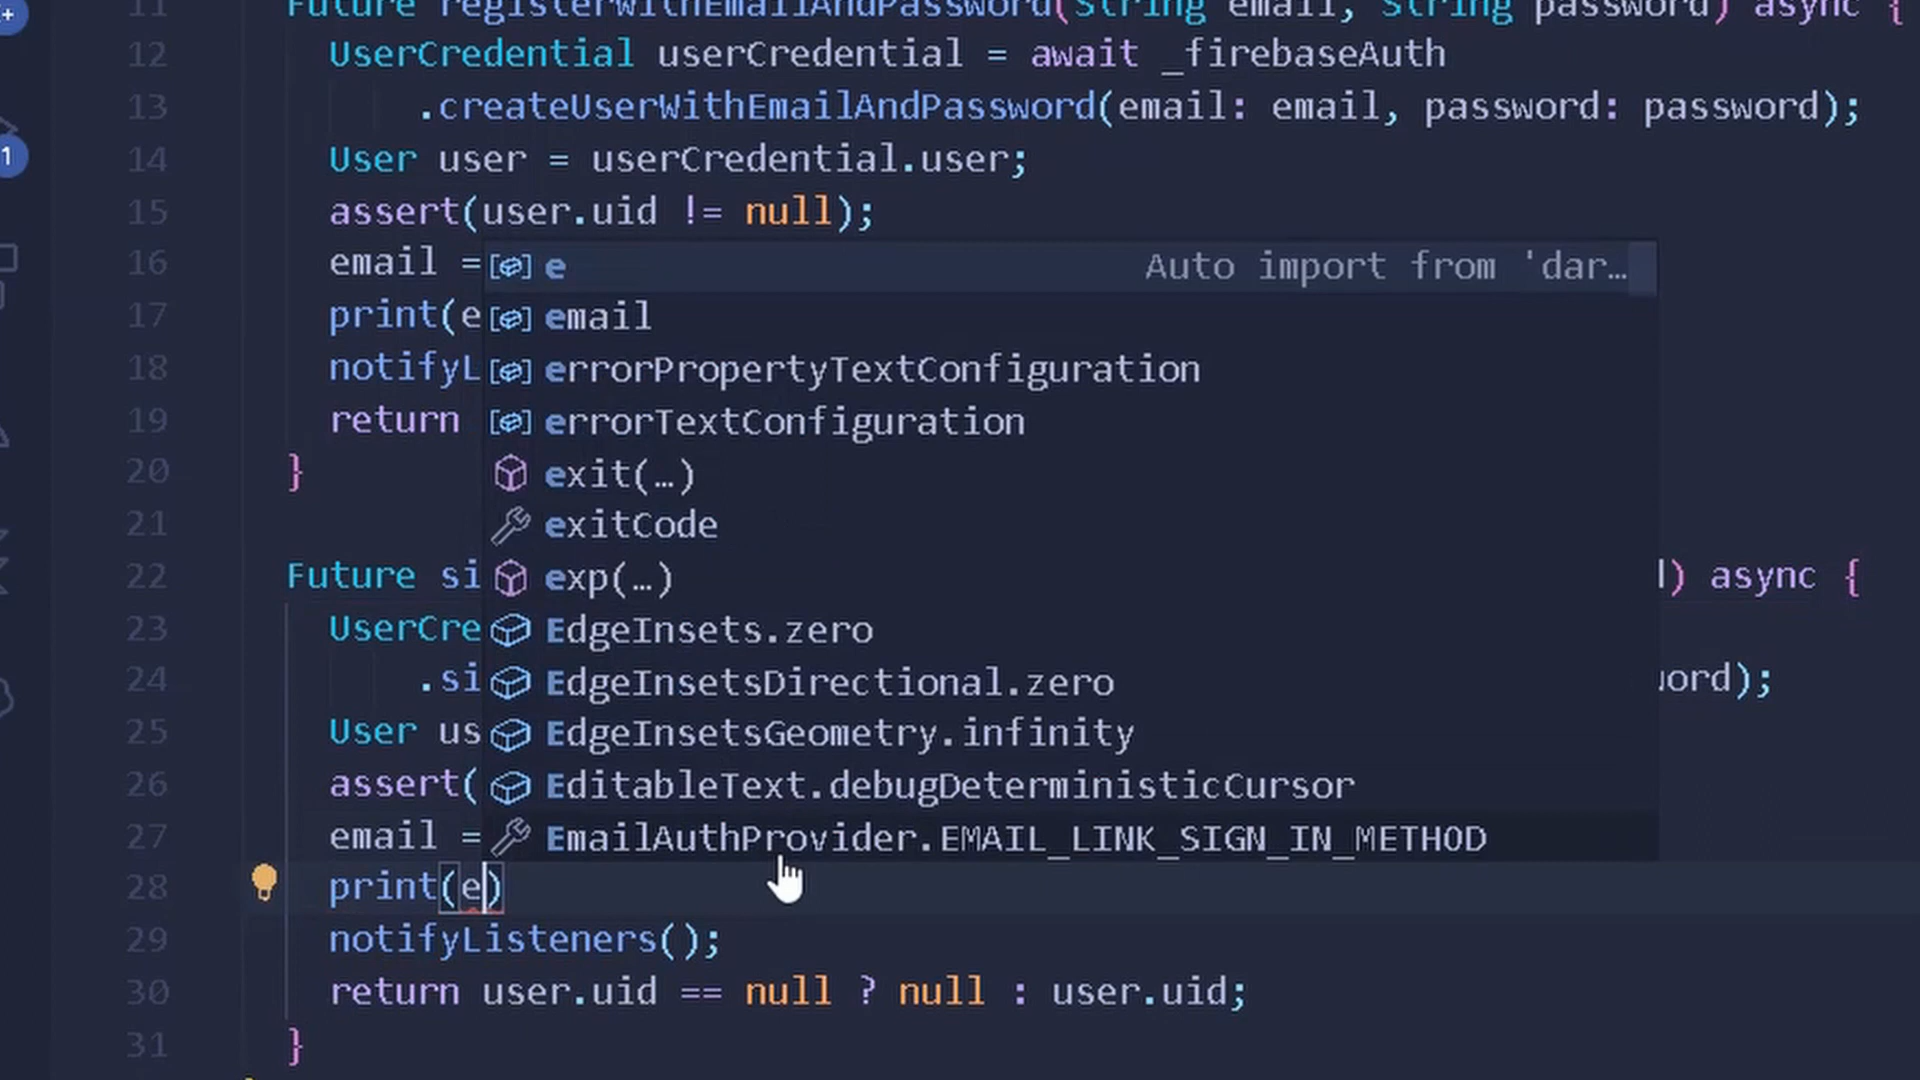 11 Future registerWithEmailAndPassword(String email, String password) async {
12 UserCredential userCredential = await _firebaseAuth
13 .createUserWithEmailAndPassword(email: email, password: password);
14 User user = userCredential.user;
15 assert(user.uid != null);
16 email =
e Auto import from 'dar…
email
17 print(e
errorPropertyTextConfiguration
18 notifyL
errorTextConfiguration
19 return
exit(…)
20 }
exitCode
21
exp(…)
22 Future si d) async {
EdgeInsets.zero
23 UserCre
EdgeInsetsDirectional.zero
24 .si word);
EdgeInsetsGeometry.infinity
25 User us
EditableText.debugDeterministicCursor
26 assert(
EmailAuthProvider.EMAIL_LINK_SIGN_IN_METHOD
27 email =
28 print(e)
29 notifyListeners();
30 return user.uid == null ? null : user.uid;
31 }
1